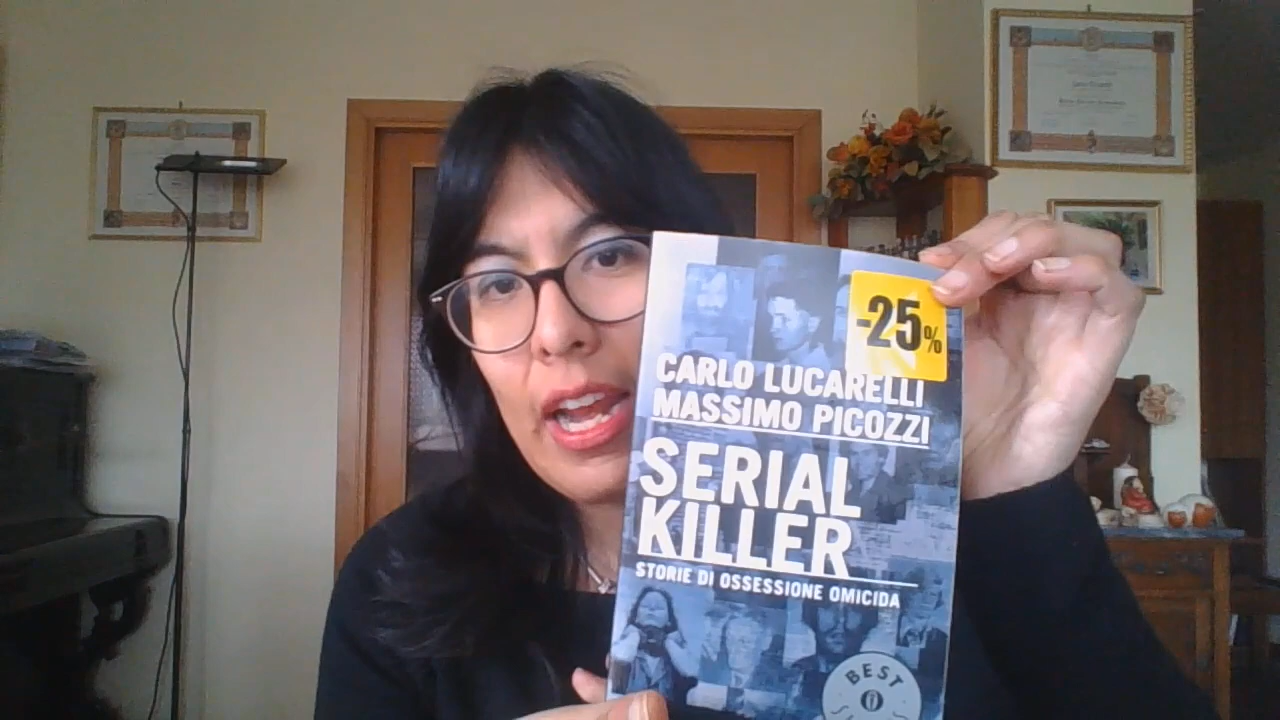 -25%
CARLO LUCARELLI
MASSIMO PICOZZI
SERIAL
KILLER
STORIE DI OSSESSIONE OMICIDA
BEST